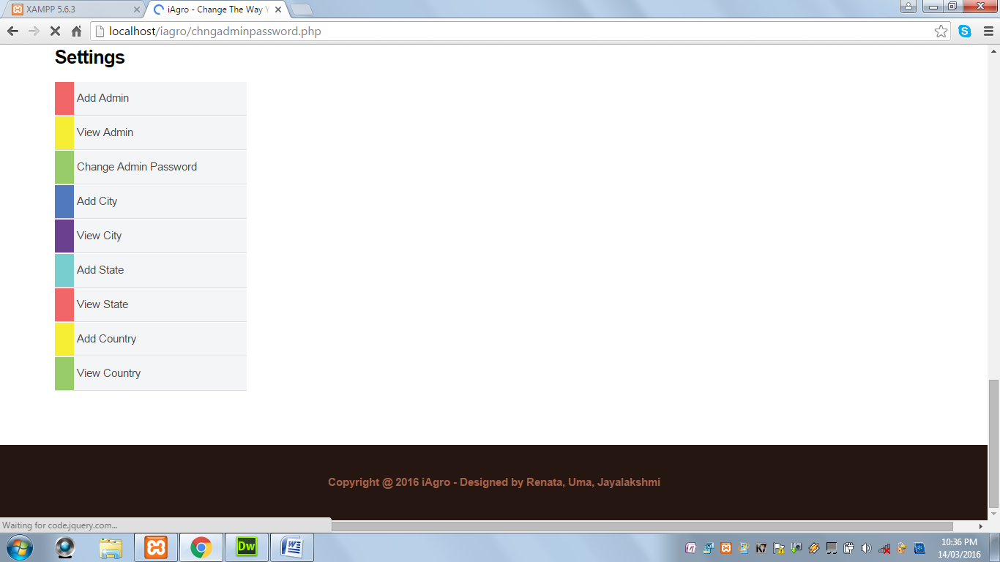 XAMPP 5.6.3
iAgro - Change The Way Y
localhost/iagro/chngadminpassword.php
Settings
Add Admin
View Admin
Change Admin Password
Add City
View City
Add State
View State
Add Country
View Country
Copyright @ 2016 iAgro - Designed by Renata, Uma, Jayalakshmi
Waiting for code.jquery.com...
Dw
W
K7
10:36 PM
14/03/2016